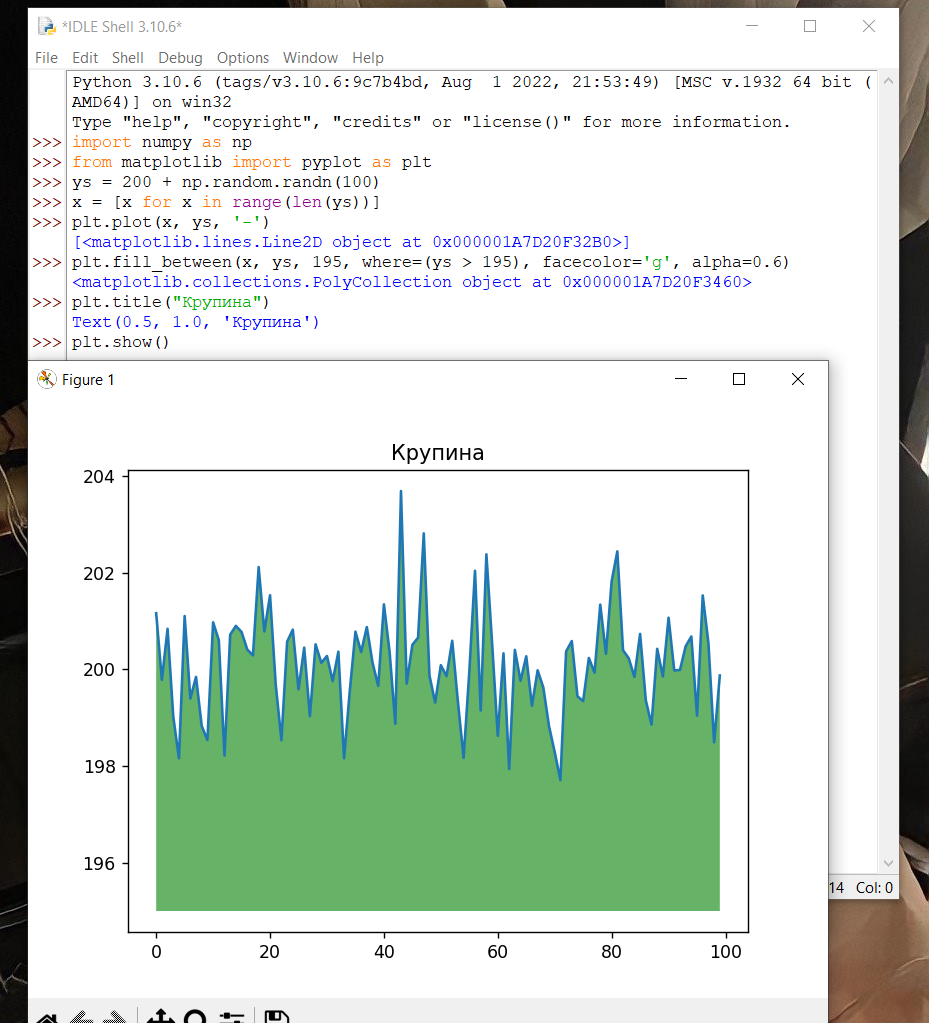 *IDLE Shell 3.10.6*
File Edit Shell Debug Options Window Help
Python 3.10.6 (tags/v3.10.6:9c7b4bd, Aug  1 2022, 21:53:49) [MSC v.1932 64 bit (
AMD64)] on win32
Type "help", "copyright", "credits" or "license()" for more information.
>>> import numpy as np
>>> from matplotlib import pyplot as plt
>>> ys = 200 + np.random.randn(100)
>>> x = [x for x in range(len(ys))]
>>> plt.plot(x, ys, '-')
[<matplotlib.lines.Line2D object at 0x000001A7D20F32B0>]
>>> plt.fill_between(x, ys, 195, where=(ys > 195), facecolor='g', alpha=0.6)
<matplotlib.collections.PolyCollection object at 0x000001A7D20F3460>
>>> plt.title("Крупина")
Text(0.5, 1.0, 'Крупина')
>>> plt.show()
Figure 1
Крупина
204
202
200
198
196
0 20 40 60 80 100
14 Col: 0